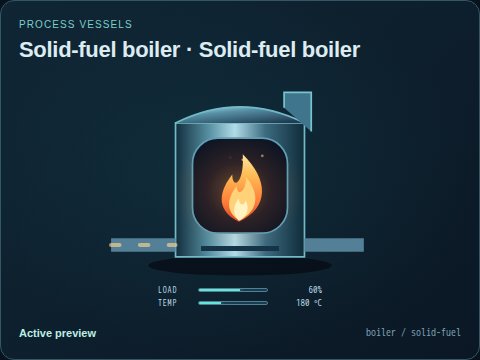 PROCESS VESSELS
Solid-fuel boiler · Solid-fuel boiler
LOAD 60%
TEMP 180 °C
Active preview boiler / solid-fuel